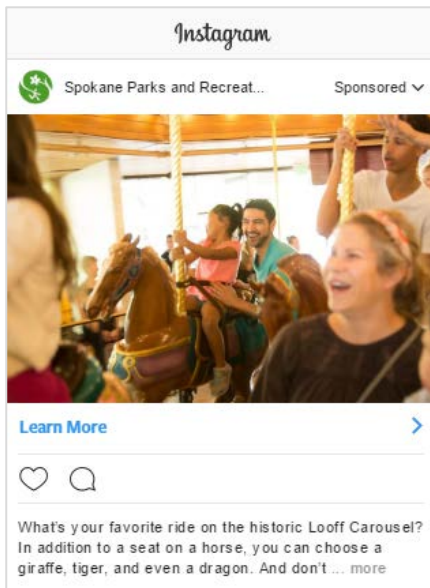 Instagram
Spokane Parks and Recreat...
Sponsored
Learn More
What's your favorite ride on the historic Looff Carousel?
In addition to a seat on a horse, you can choose a
giraffe, tiger, and even a dragon. And don't ... more